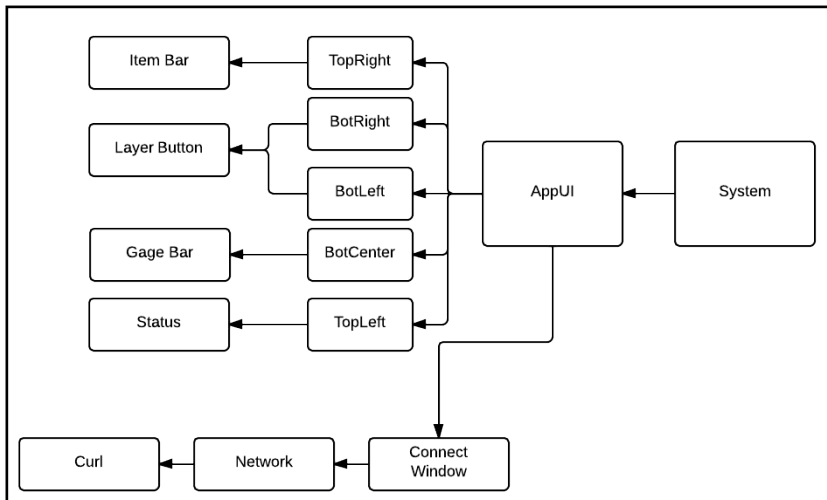 Item Bar
TopRight
BotRight
Layer Button
BotLeft
AppUI
System
Gage Bar
BotCenter
Status
TopLeft
Curl
Network
Connect
Window